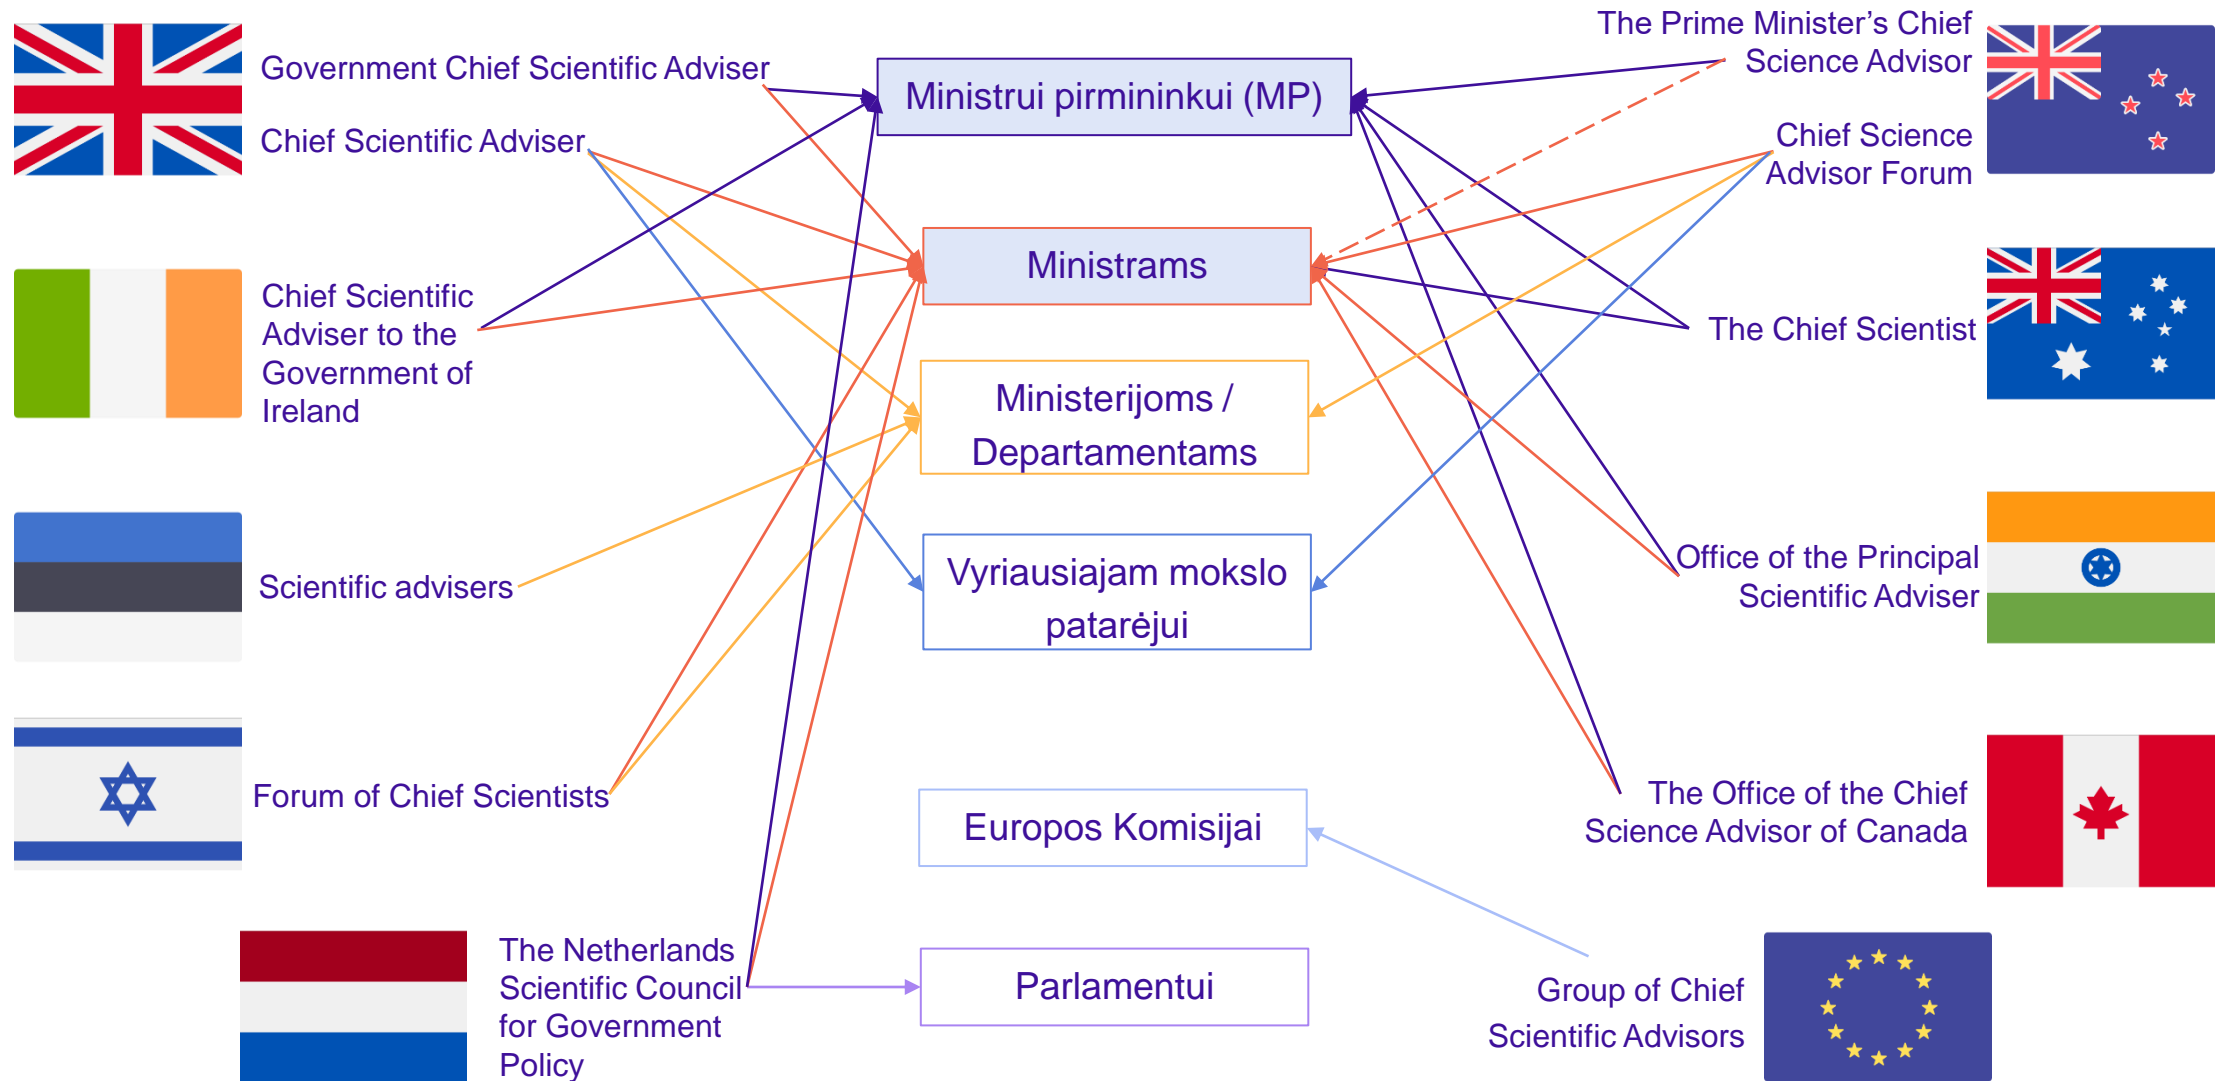 Government Chief Scientific Adviser
Chief Scientific Adviser
Chief Scientific
Adviser to the
Government of
Ireland
Scientific advisers
Forum of Chief Scientists
The Netherlands
Scientific Council
for Government
Policy
Ministrui pirmininkui (MP)
Ministrams
Ministerijoms /
Departamentams
Vyriausiajam mokslo
patarėjui
Europos Komisijai
Parlamentui
The Prime Minister’s Chief
Science Advisor
Chief Science
Advisor Forum
The Chief Scientist
Office of the Principal
Scientific Adviser
The Office of the Chief
Science Advisor of Canada
Group of Chief
Scientific Advisors